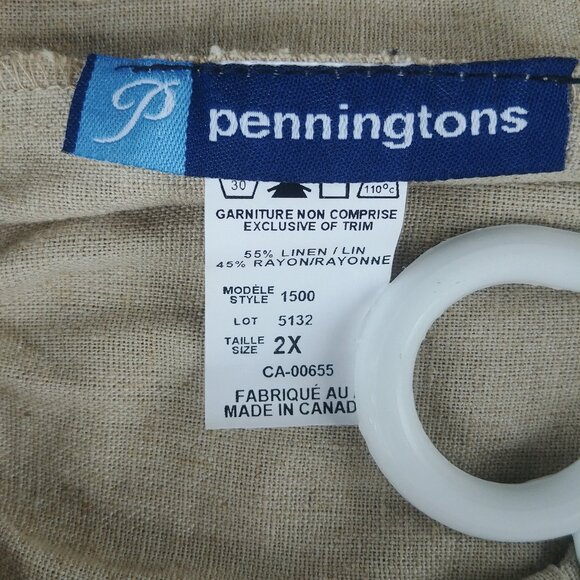 P penningtons
30 110°C
GARNITURE NON COMPRISE
EXCLUSIVE OF TRIM
55% LINEN / LIN
45% RAYON/RAYONNE
MODÈLE
STYLE 1500
LOT 5132
TAILLE
SIZE 2X
CA-00655
FABRIQUÉ AU
MADE IN CANAD